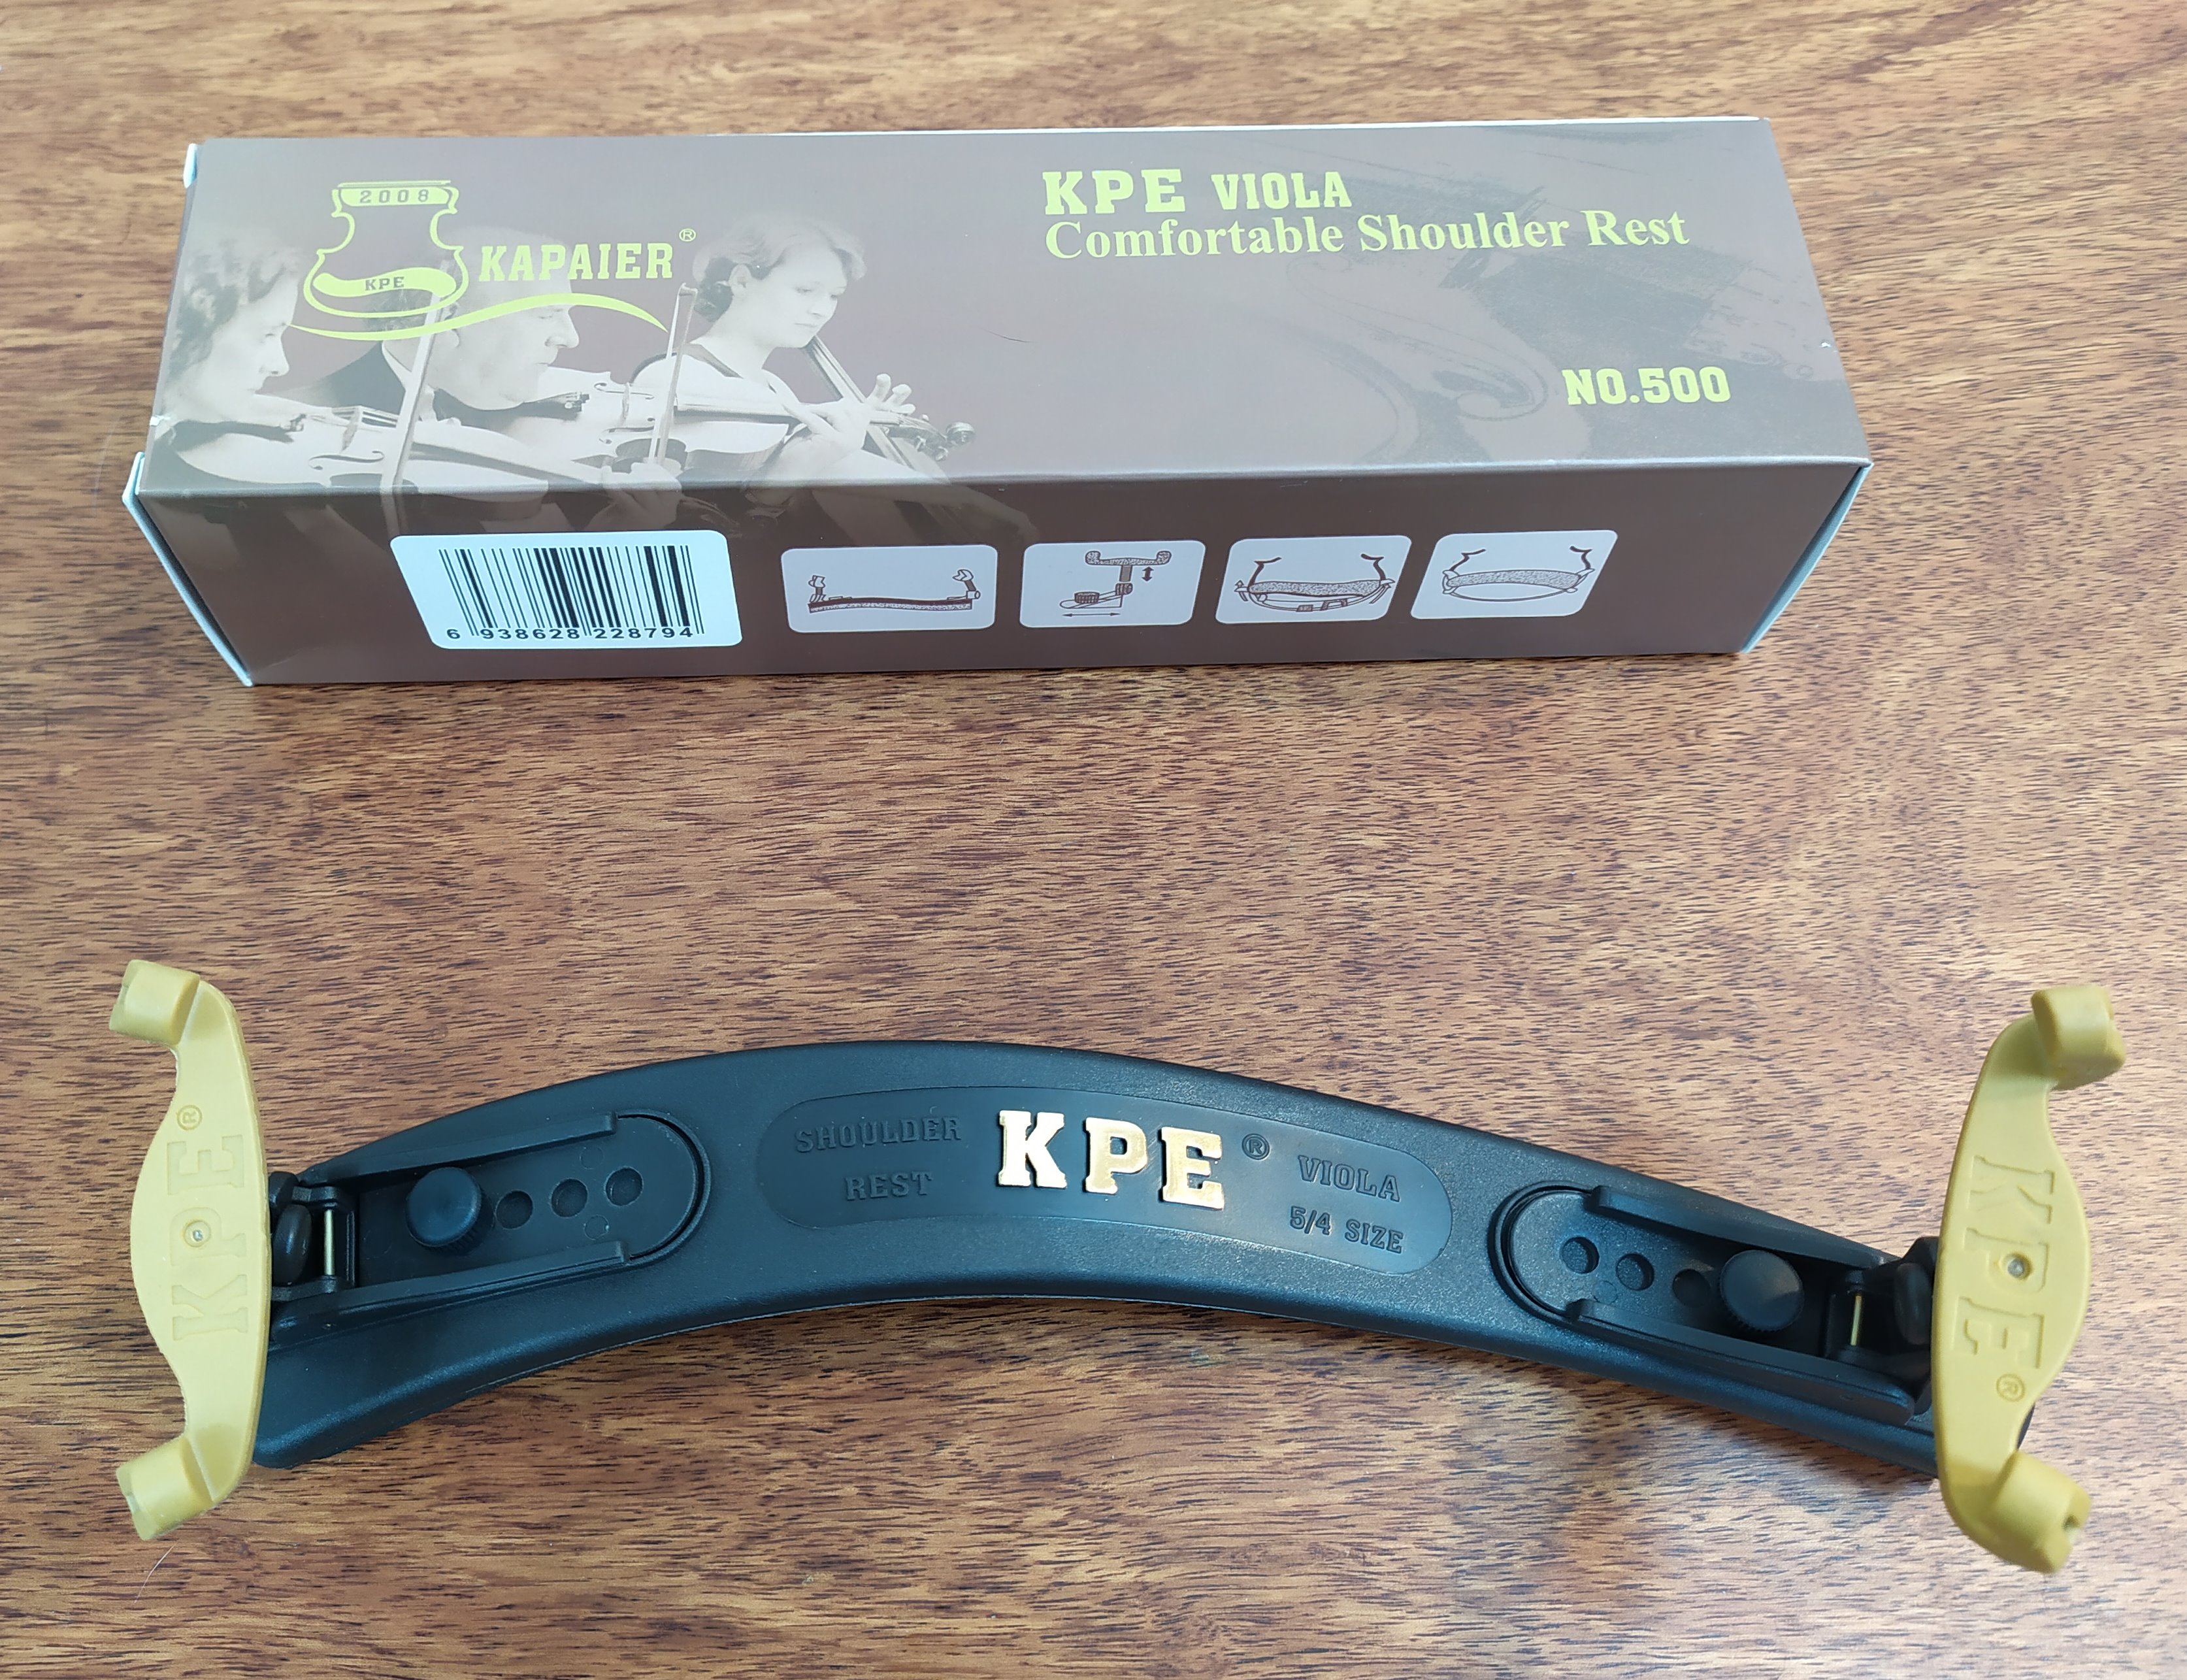 2008
KPE
KAPAIER®
KPE VIOLA
Comfortable Shoulder Rest
NO.500
6 938628 228794
KPE®
SHOULDER
REST
KPE®
VIOLA
5/4 SIZE
KPE®